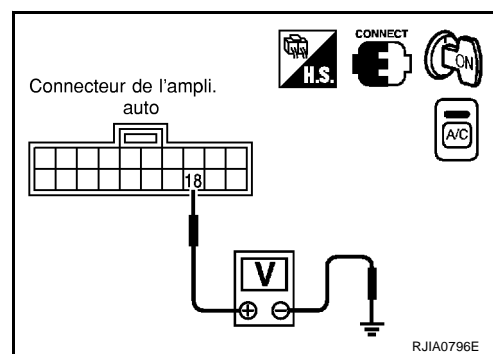 CONNECT
H.S.
ON
Connecteur de l'ampli.
auto
A/C
18
V
+ −
RJIA0796E